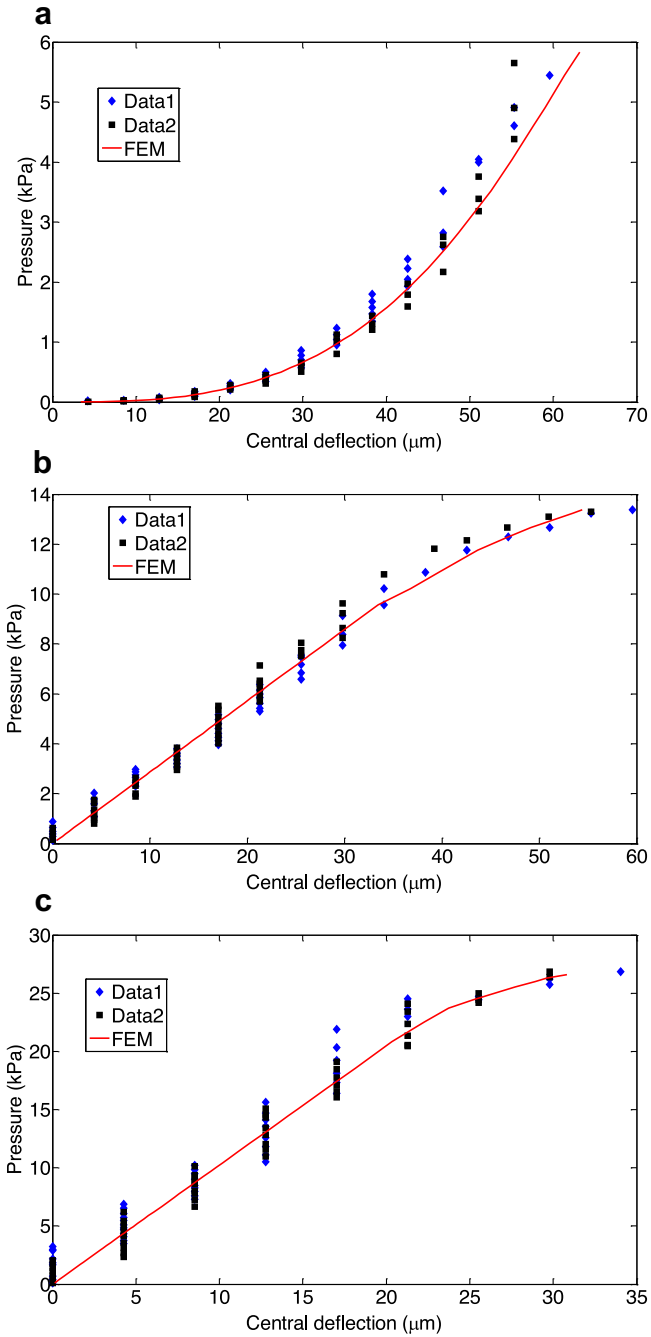 a
6
5
4
3
2
1
0
Pressure (kPa)
Data1
Data2
FEM
0 10 20 30 40 50 60 70
Central deflection (μm)
b
14
12
10
8
6
4
2
0
Pressure (kPa)
Data1
Data2
FEM
0 10 20 30 40 50 60
Central deflection (μm)
c
30
25
20
15
10
5
0
Pressure (kPa)
Data1
Data2
FEM
0 5 10 15 20 25 30 35
Central deflection (μm)